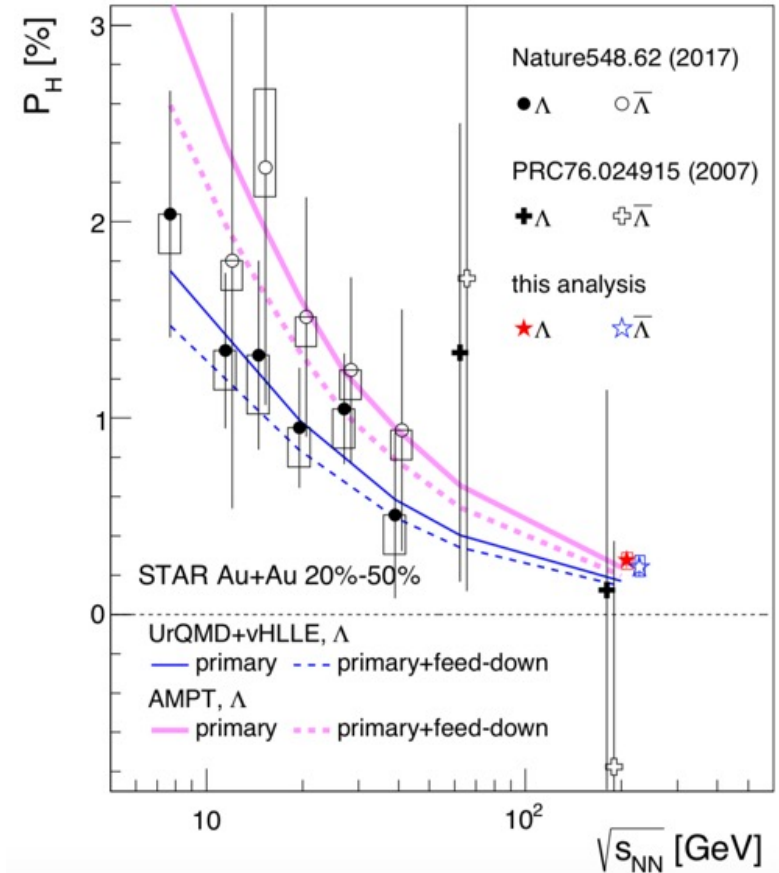 P_H [%]
3
2
1
0
Nature548.62 (2017)
Λ Λ̅
PRC76.024915 (2007)
Λ Λ̅
this analysis
Λ Λ̅
STAR Au+Au 20%-50%
UrQMD+vHLLE, Λ
primary primary+feed-down
AMPT, Λ
primary primary+feed-down
10 10²
√s_NN [GeV]